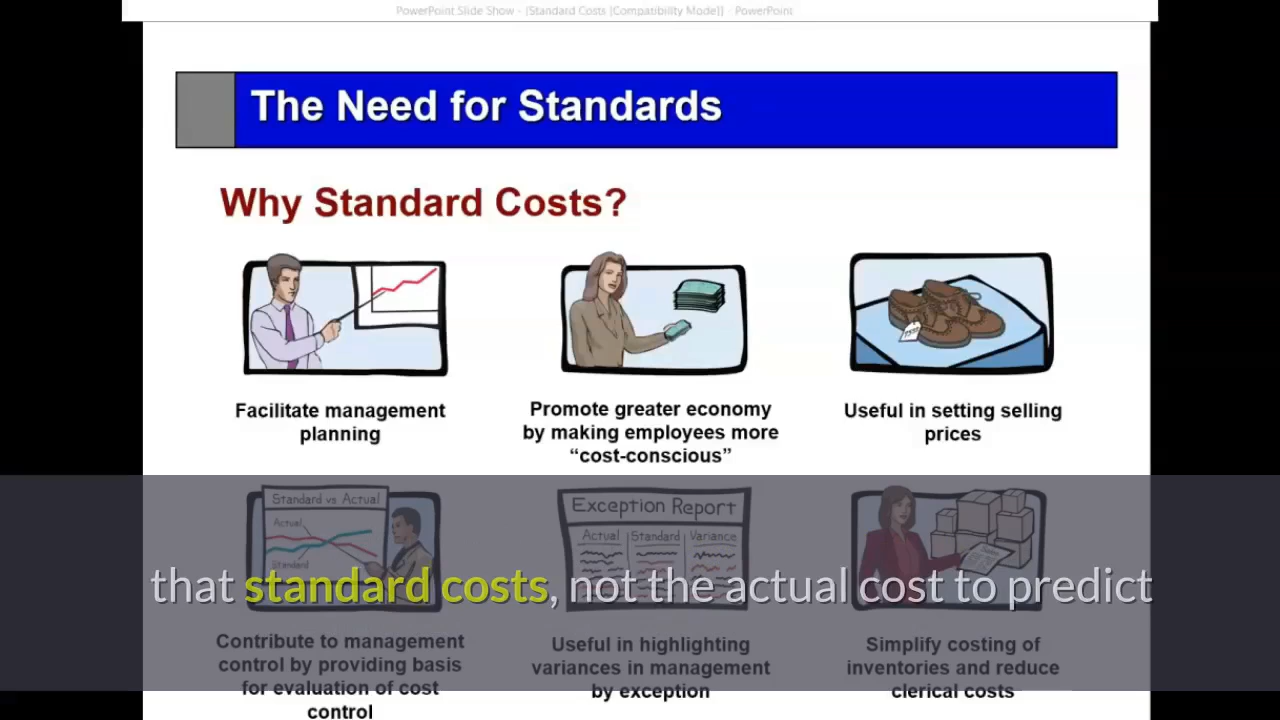 PowerPoint Slide Show - [Standard Costs [Compatibility Mode]] - PowerPoint
The Need for Standards
Why Standard Costs?
Facilitate management
planning
Promote greater economy
by making employees more
“cost-conscious”
Useful in setting selling
prices
Standard vs Actual
Actual
Standard
Exception Report
Actual Standard Variance
that standard costs, not the actual cost to predict
Contribute to management
control by providing basis
for evaluation of cost
control
Useful in highlighting
variances in management
by exception
Simplify costing of
inventories and reduce
clerical costs